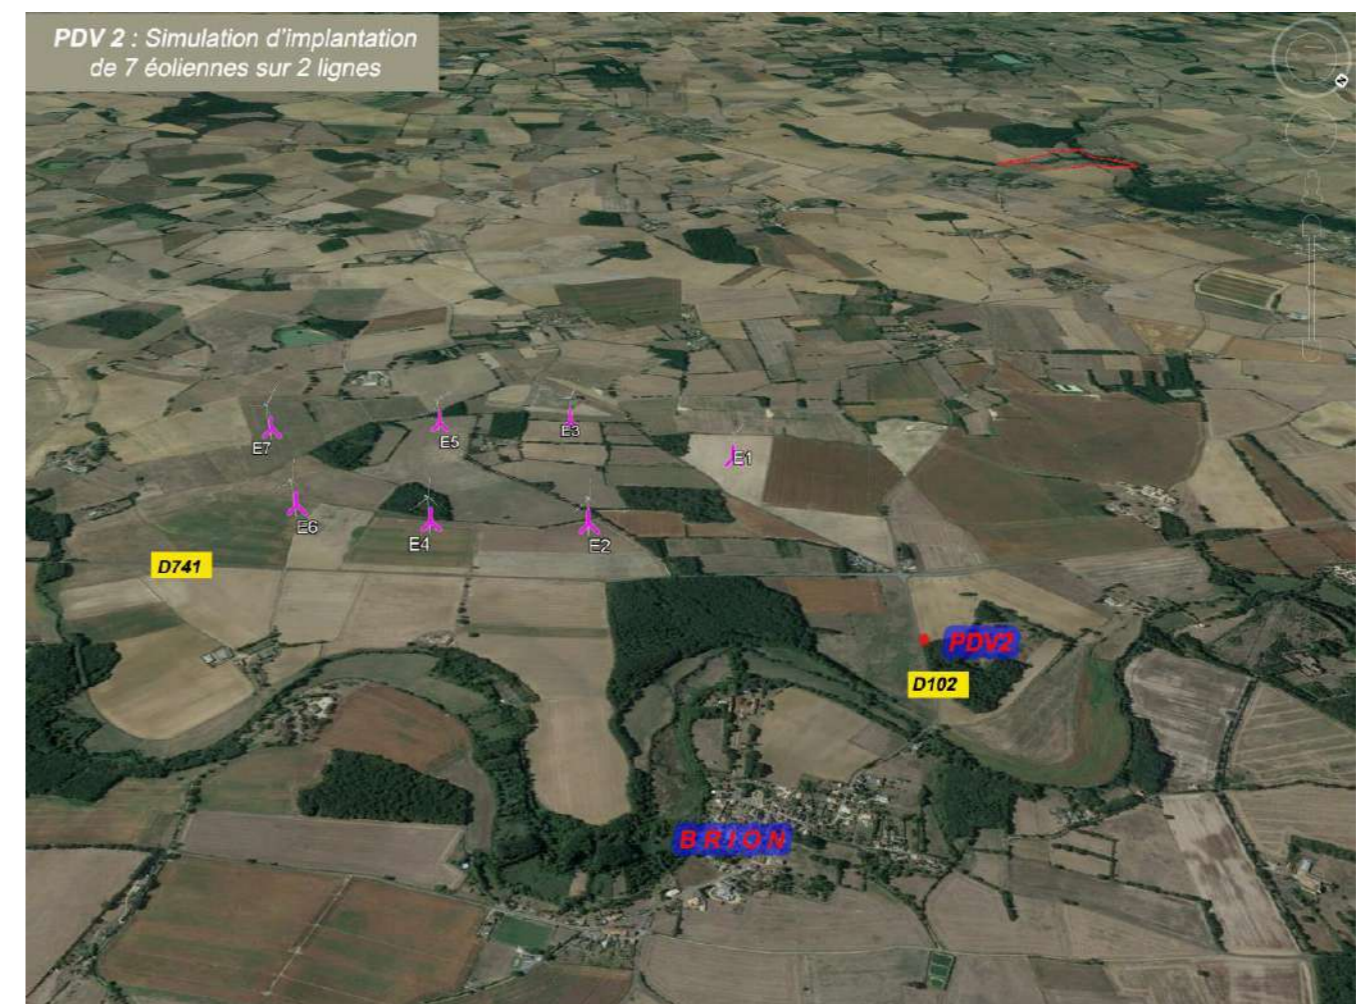 PDV 2 : Simulation d'implantation
de 7 éoliennes sur 2 lignes
E7
E5
E3
E1
E6
E4
E2
D741
PDV2
D102
BRION